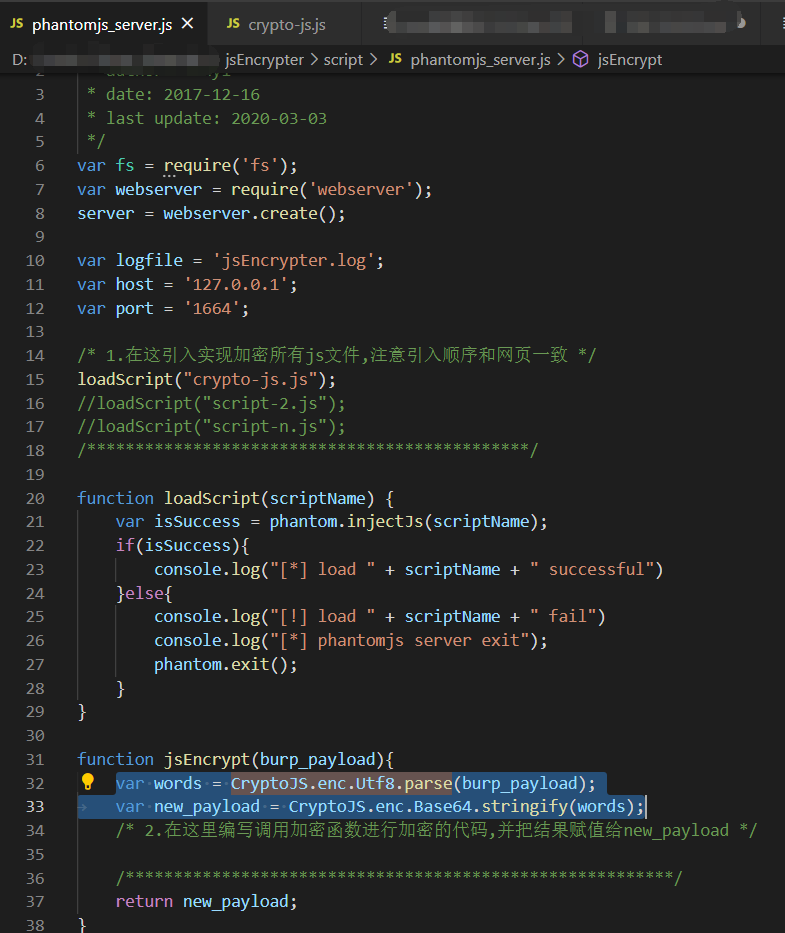 JS phantomjs_server.js ✕ JS crypto-js.js
D: jsEncrypter > script > JS phantomjs_server.js > jsEncrypt
2
3 * date: 2017-12-16
4 * last update: 2020-03-03
5 */
6 var fs = require('fs');
7 var webserver = require('webserver');
8 server = webserver.create();
9
10 var logfile = 'jsEncrypter.log';
11 var host = '127.0.0.1';
12 var port = '1664';
13
14 /* 1.在这引入实现加密所有js文件,注意引入顺序和网页一致 */
15 loadScript("crypto-js.js");
16 //loadScript("script-2.js");
17 //loadScript("script-n.js");
18 /**********************************************/
19
20 function loadScript(scriptName) {
21 var isSuccess = phantom.injectJs(scriptName);
22 if(isSuccess){
23 console.log("[*] load " + scriptName + " successful")
24 }else{
25 console.log("[!] load " + scriptName + " fail")
26 console.log("[*] phantomjs server exit");
27 phantom.exit();
28 }
29 }
30
31 function jsEncrypt(burp_payload){
32 var words = CryptoJS.enc.Utf8.parse(burp_payload);
33 var new_payload = CryptoJS.enc.Base64.stringify(words);
34 /* 2.在这里编写调用加密函数进行加密的代码,并把结果赋值给new_payload */
35
36 /*********************************************************/
37 return new_payload;
38 }